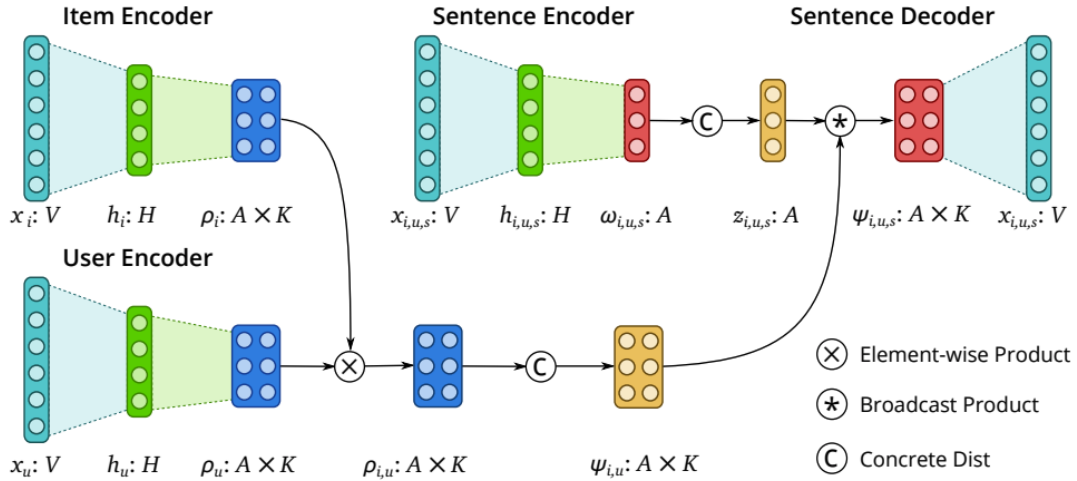 Item Encoder
Sentence Encoder
Sentence Decoder
C
*
x_i: V
h_i: H
ρ_i: A × K
x_{i,u,s}: V
h_{i,u,s}: H
ω_{i,u,s}: A
z_{i,u,s}: A
ψ_{i,u,s}: A × K
x_{i,u,s}: V
User Encoder
×
C
x_u: V
h_u: H
ρ_u: A × K
ρ_{i,u}: A × K
ψ_{i,u}: A × K
× Element-wise Product
* Broadcast Product
C Concrete Dist